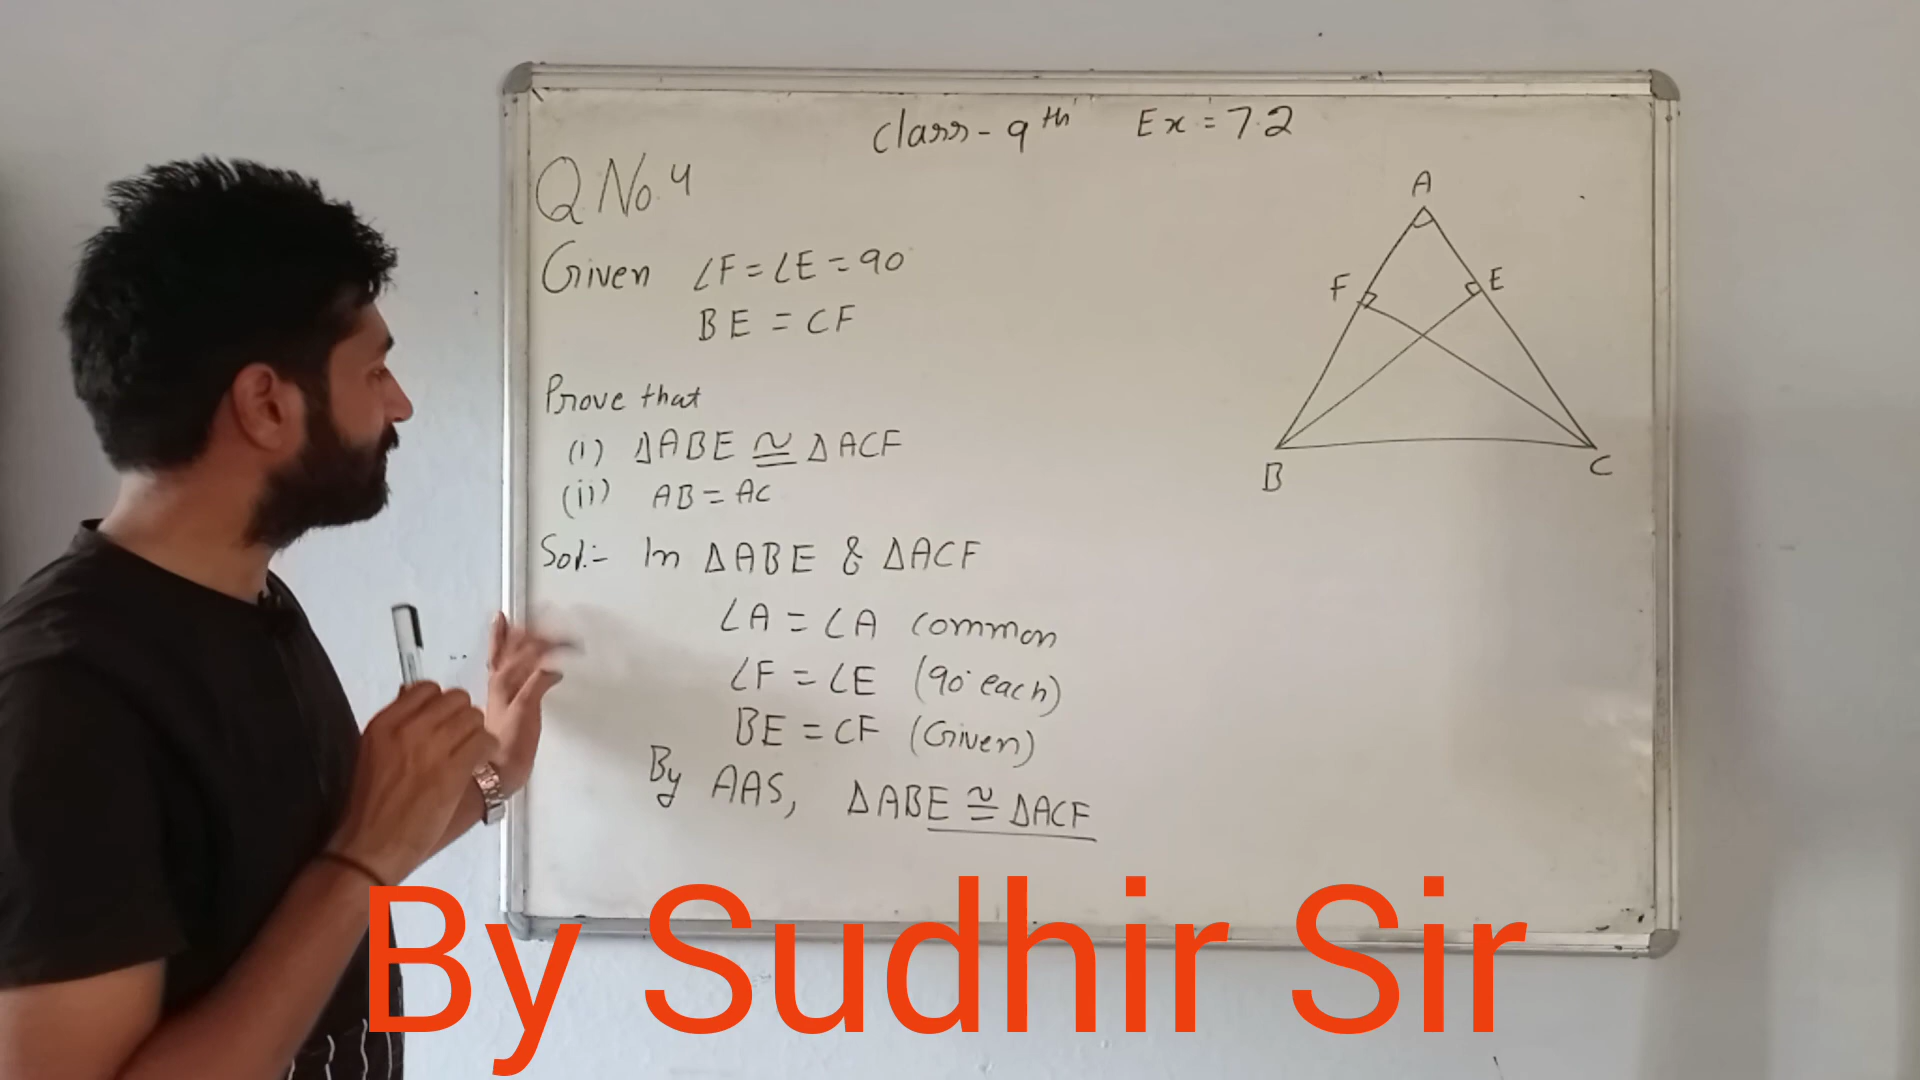 Class - 9th Ex = 7.2
Q No. 4
Given ∠F = ∠E = 90°
BE = CF
Prove that
(i) ΔABE ≅ ΔACF
(ii) AB = AC
Sol:- In ΔABE & ΔACF
∠A = ∠A common
∠F = ∠E (90° each)
BE = CF (Given)
By AAS, ΔABE ≅ ΔACF
A
F
E
B
C
By Sudhir Sir